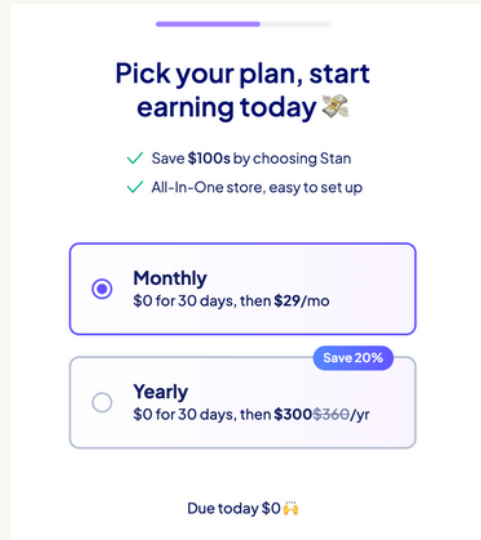 Pick your plan, start
earning today 💸
Save $100s by choosing Stan
All-In-One store, easy to set up
Monthly
$0 for 30 days, then $29/mo
Save 20%
Yearly
$0 for 30 days, then $300$360/yr
Due today $0🙌